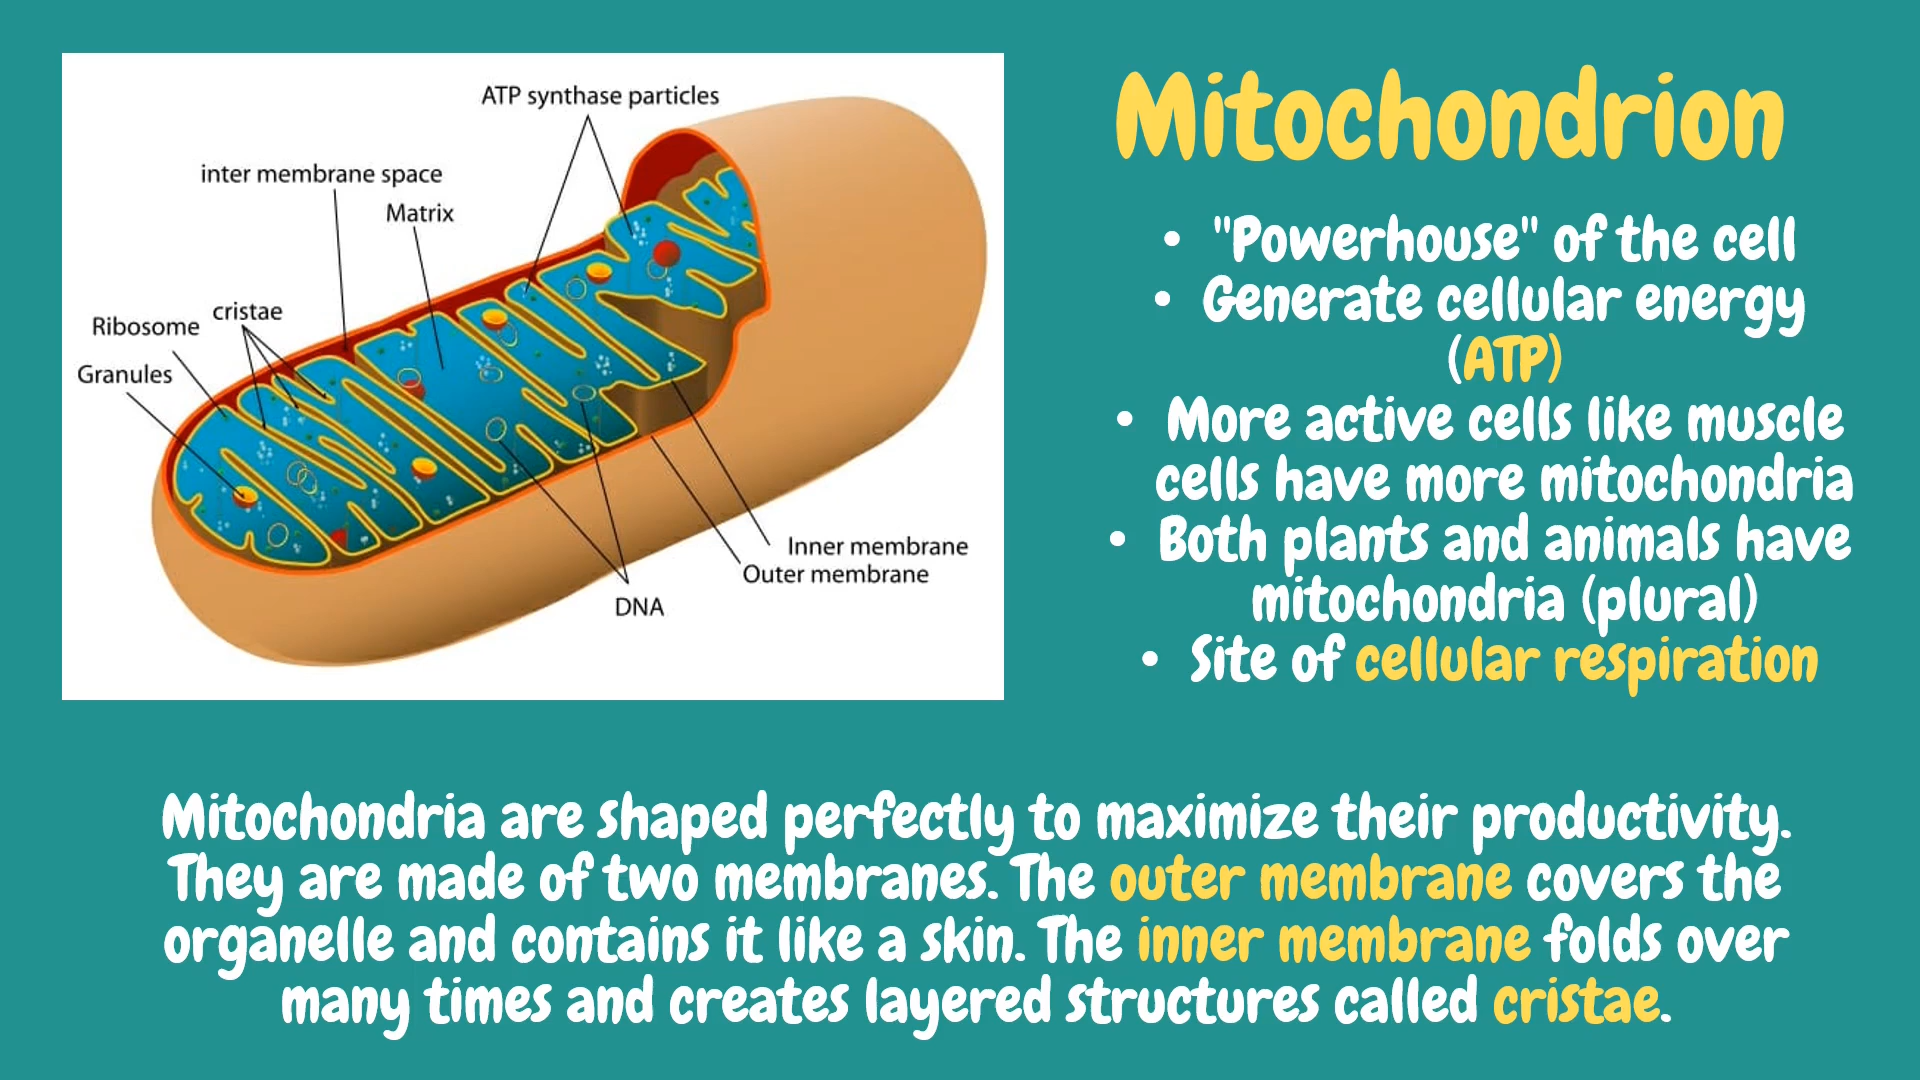 ATP synthase particles
inter membrane space
Matrix
cristae
Ribosome
Granules
Inner membrane
Outer membrane
DNA
Mitochondrion
• "Powerhouse" of the cell
• Generate cellular energy
(ATP)
• More active cells like muscle
cells have more mitochondria
• Both plants and animals have
mitochondria (plural)
• Site of cellular respiration
Mitochondria are shaped perfectly to maximize their productivity.
They are made of two membranes. The outer membrane covers the
organelle and contains it like a skin. The inner membrane folds over
many times and creates layered structures called cristae.